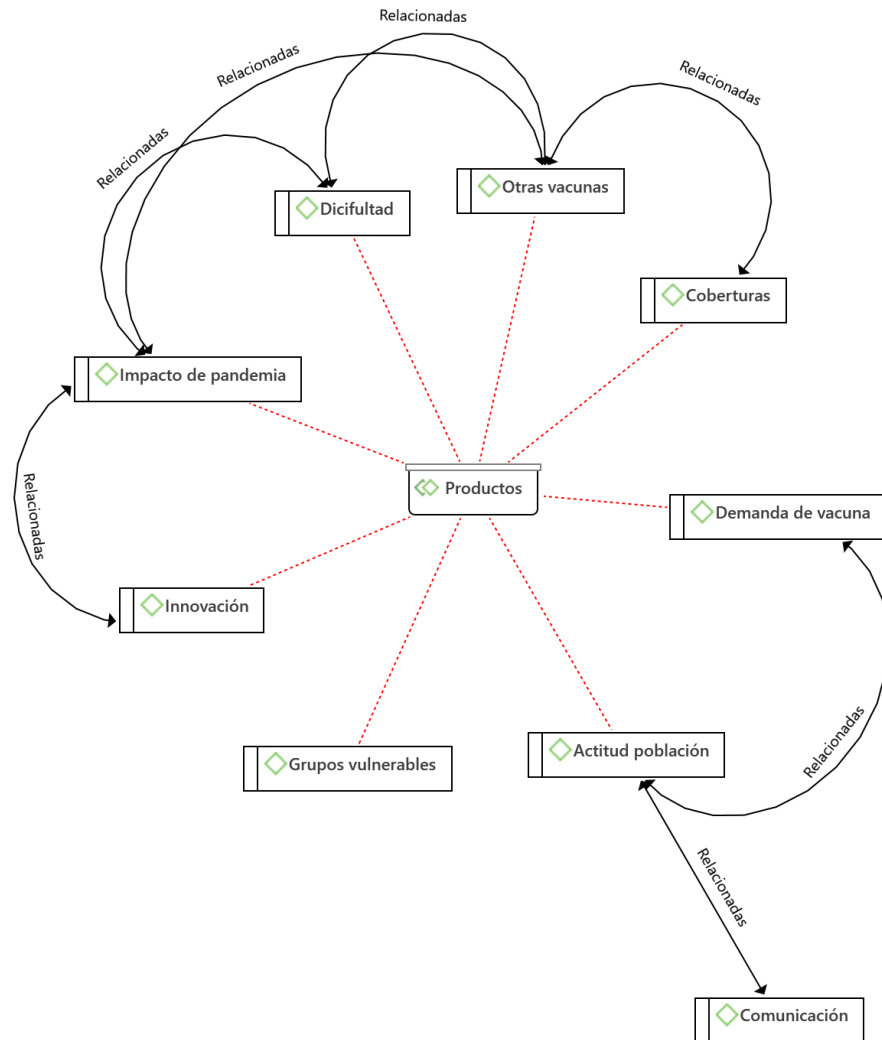 Relacionadas
Relacionadas
Relacionadas
Relacionadas
Otras vacunas
Dicifultad
Coberturas
Impacto de pandemia
Productos
Demanda de vacuna
Relacionadas
Innovación
Actitud población
Grupos vulnerables
Relacionadas
Relacionadas
Comunicación